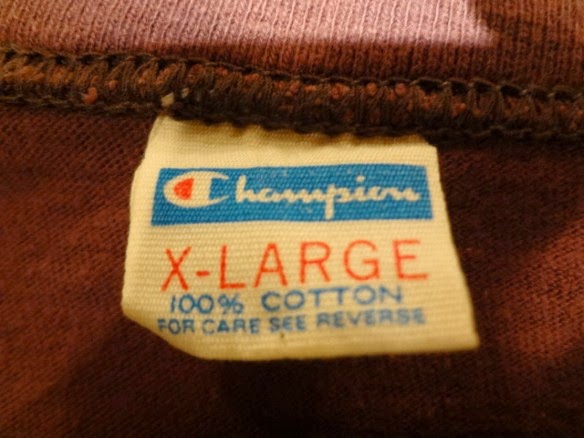 Champion
X-LARGE
100% COTTON
FOR CARE SEE REVERSE